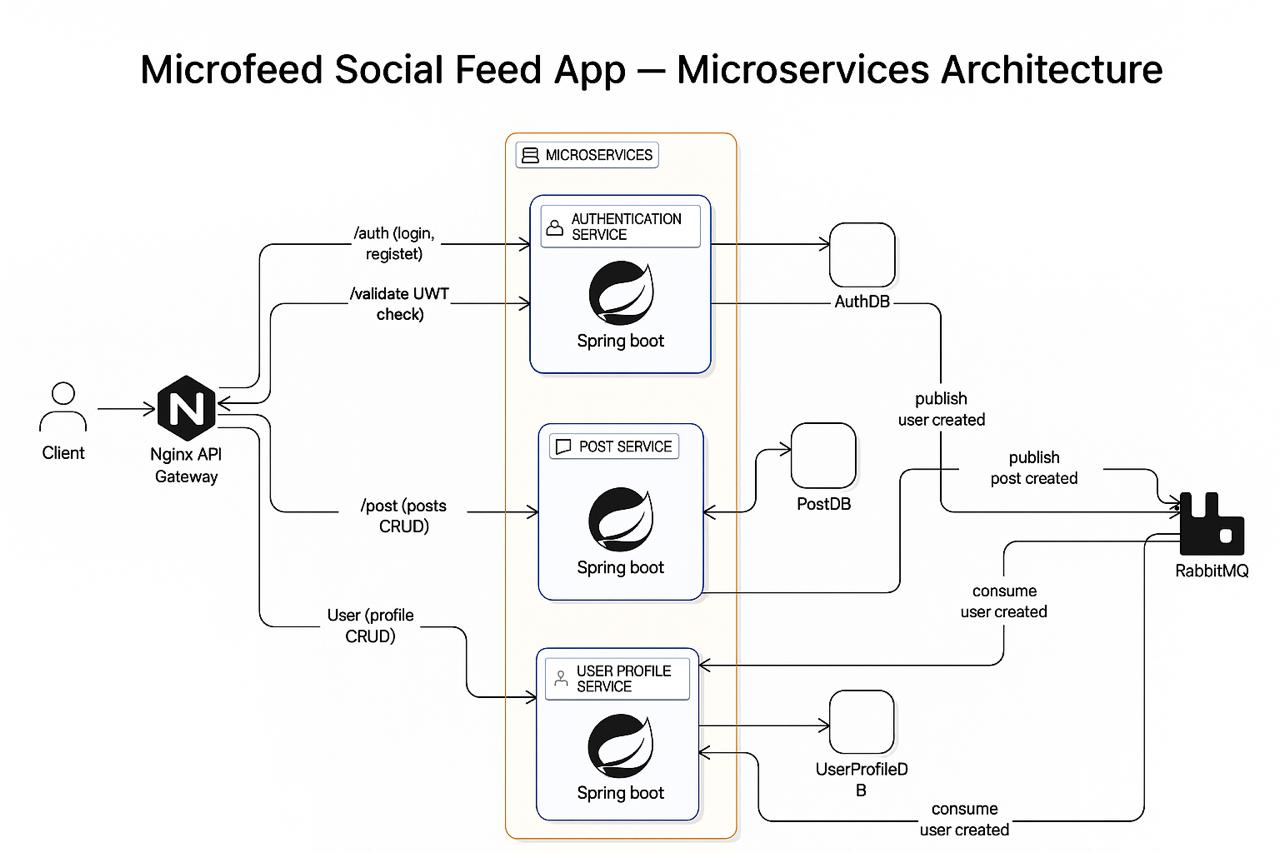 Microfeed Social Feed App — Microservices Architecture
MICROSERVICES
AUTHENTICATION
SERVICE
Spring boot
/auth (login,
registet)
/validate UWT
check)
AuthDB
Client
N
Nginx API
Gateway
publish
user created
POST SERVICE
Spring boot
/post (posts
CRUD)
PostDB
publish
post created
RabbitMQ
consume
user created
User (profile
CRUD)
USER PROFILE
SERVICE
Spring boot
UserProfileD
B
consume
user created